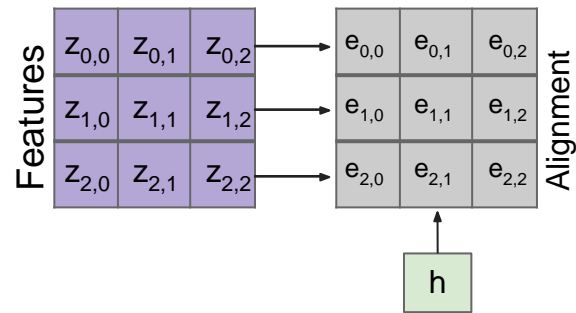 Features
z0,0 z0,1 z0,2
z1,0 z1,1 z1,2
z2,0 z2,1 z2,2
e0,0 e0,1 e0,2
e1,0 e1,1 e1,2
e2,0 e2,1 e2,2
Alignment
h